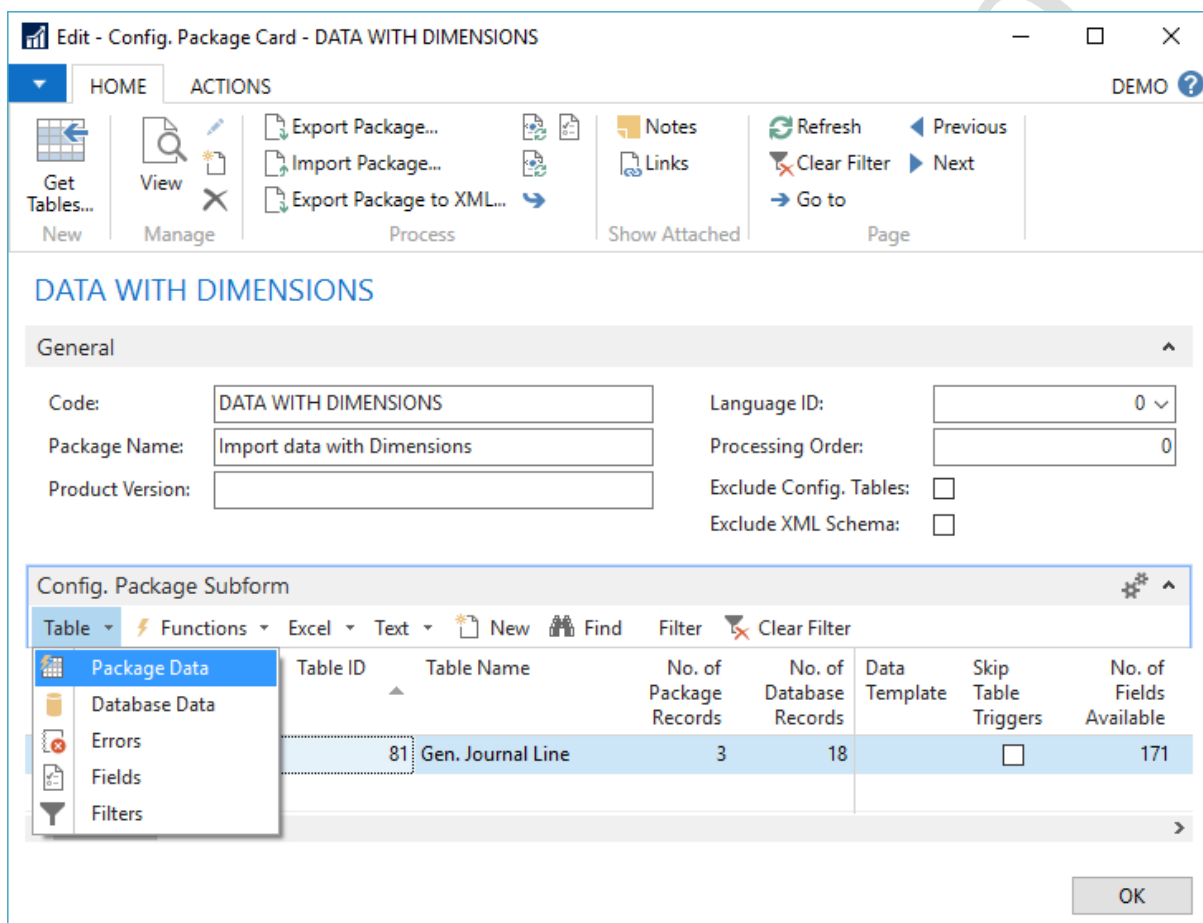 Edit - Config. Package Card - DATA WITH DIMENSIONS
HOME ACTIONS DEMO ?
Get Tables...
View
Export Package...
Import Package...
Export Package to XML...
Notes
Links
Refresh
Clear Filter
Go to
Previous
Next
New Manage Process Show Attached Page
DATA WITH DIMENSIONS
General
Code: DATA WITH DIMENSIONS Language ID: 0
Package Name: Import data with Dimensions Processing Order: 0
Product Version: Exclude Config. Tables:
Exclude XML Schema:
Config. Package Subform
Table Functions Excel Text New Find Filter Clear Filter
Package Data
Database Data
Errors
Fields
Filters
Table ID Table Name No. of Package Records No. of Database Records Data Template Skip Table Triggers No. of Fields Available
81 Gen. Journal Line 3 18 171
OK